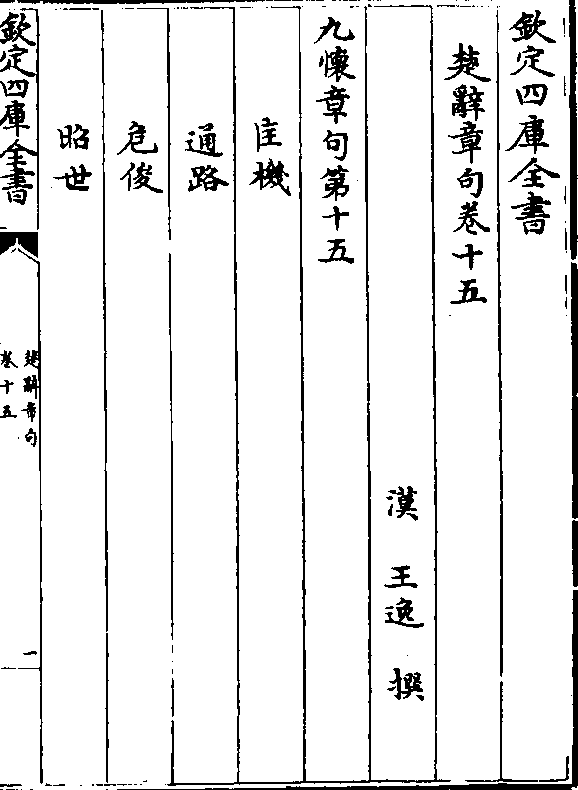 欽定四庫全書
楚辭章句卷十五
漢 王逸 撰
九懷章句第十五
匡機
通路
危俊
昭世
欽定四庫全書
楚辭章句
卷十五
一